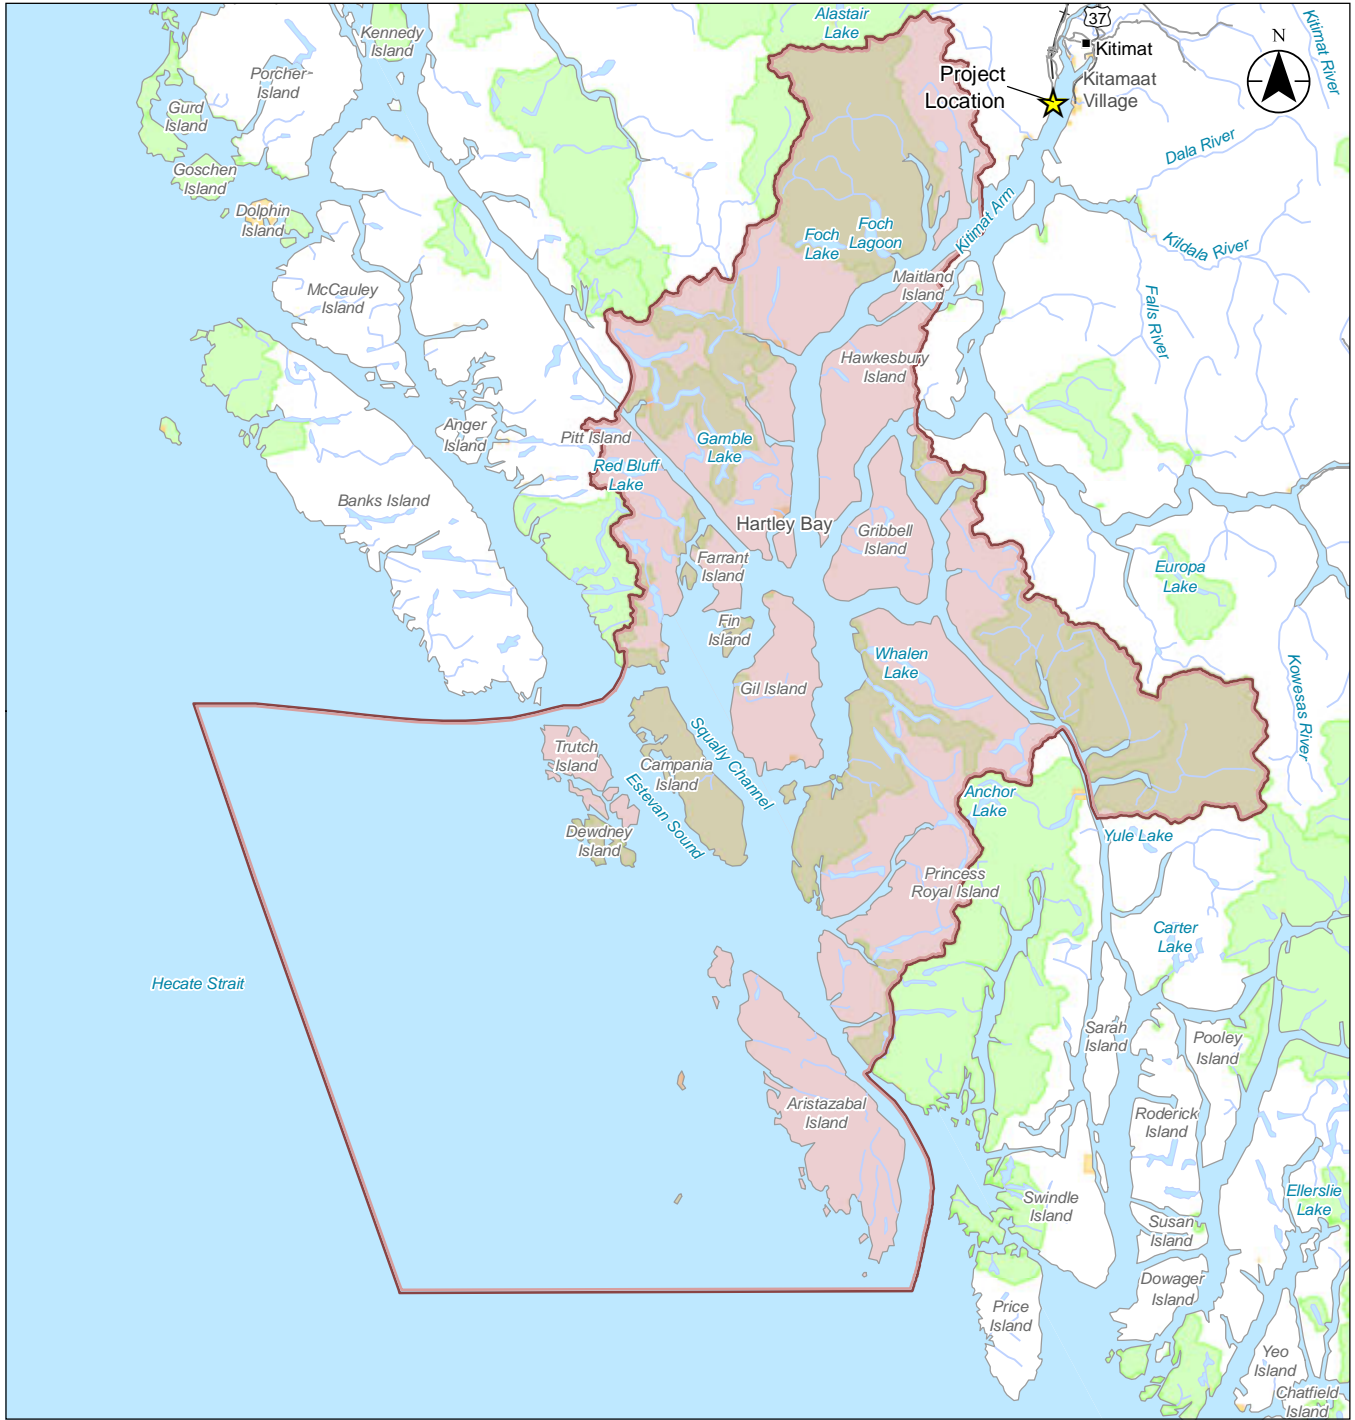 Alastair
Lake
37
Kitimat
Kitimat River
N
Kennedy
Island
Porcher-
Island
Project
Location
Kitamaat
Village
Gurd
Island
Goschen
Island
Dala River
Dolphin
Island
Kitimat Arm
Foch
Lake
Foch
Lagoon
Kildala River
McCauley
Island
Maitland
Island
Falls River
Hawkesbury
Island
Anger
Island
Pitt Island
Gamble
Lake
Red Bluff
Lake
Banks Island
Hartley Bay
Gribbell
Island
Farrant
Island
Europa
Lake
Fin
Island
Whalen
Lake
Gil Island
Kowesas River
Squally Channel
Trutch
Island
Campania
Island
Estevan Sound
Anchor
Lake
Dewdney
Island
Yule Lake
Princess
Royal Island
Carter
Lake
Hecate Strait
Sarah
Island
Pooley
Island
Aristazabal
Island
Roderick
Island
Swindle
Island
Ellerslie
Lake
Susan
Island
Dowager
Island
Price
Island
Yeo
Island
Chatfield
Island